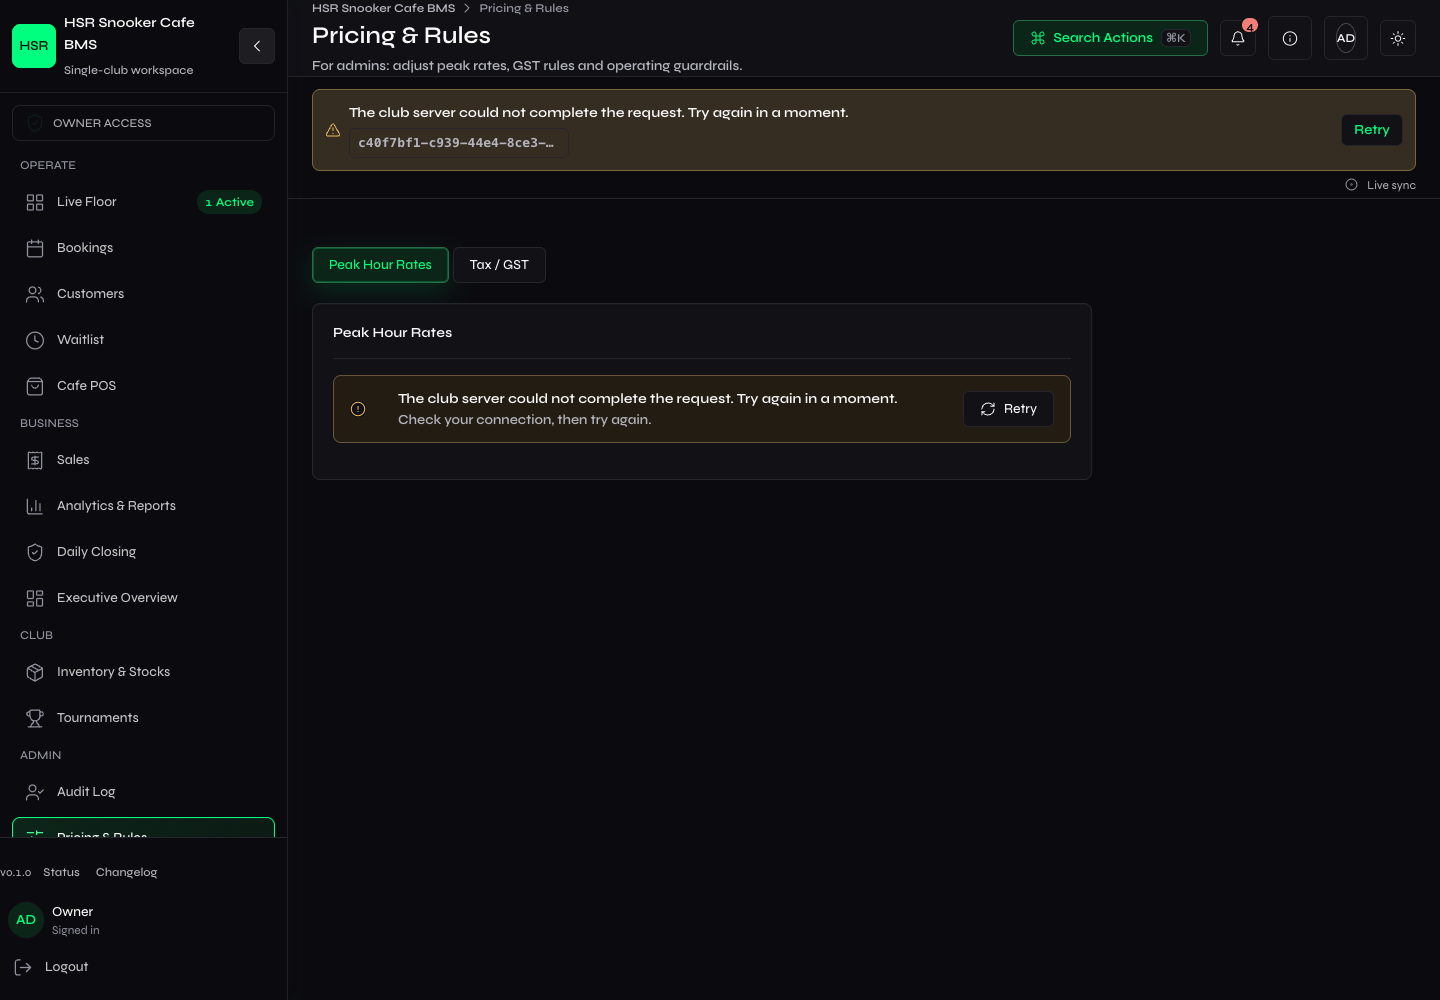 HSR
HSR Snooker Cafe
BMS
Single-club workspace
OWNER ACCESS
OPERATE
Live Floor
1 Active
Bookings
Customers
Waitlist
Cafe POS
BUSINESS
Sales
Analytics & Reports
Daily Closing
Executive Overview
CLUB
Inventory & Stocks
Tournaments
ADMIN
Audit Log
Pricing & Rules
v0.1.0 Status Changelog
AD
Owner
Signed in
Logout
HSR Snooker Cafe BMS > Pricing & Rules
Pricing & Rules
For admins: adjust peak rates, GST rules and operating guardrails.
Search Actions ⌘K
4
AD
The club server could not complete the request. Try again in a moment.
c40f7bf1-c939-44e4-8ce3-…
Retry
Live sync
Peak Hour Rates
Tax / GST
Peak Hour Rates
The club server could not complete the request. Try again in a moment.
Check your connection, then try again.
Retry